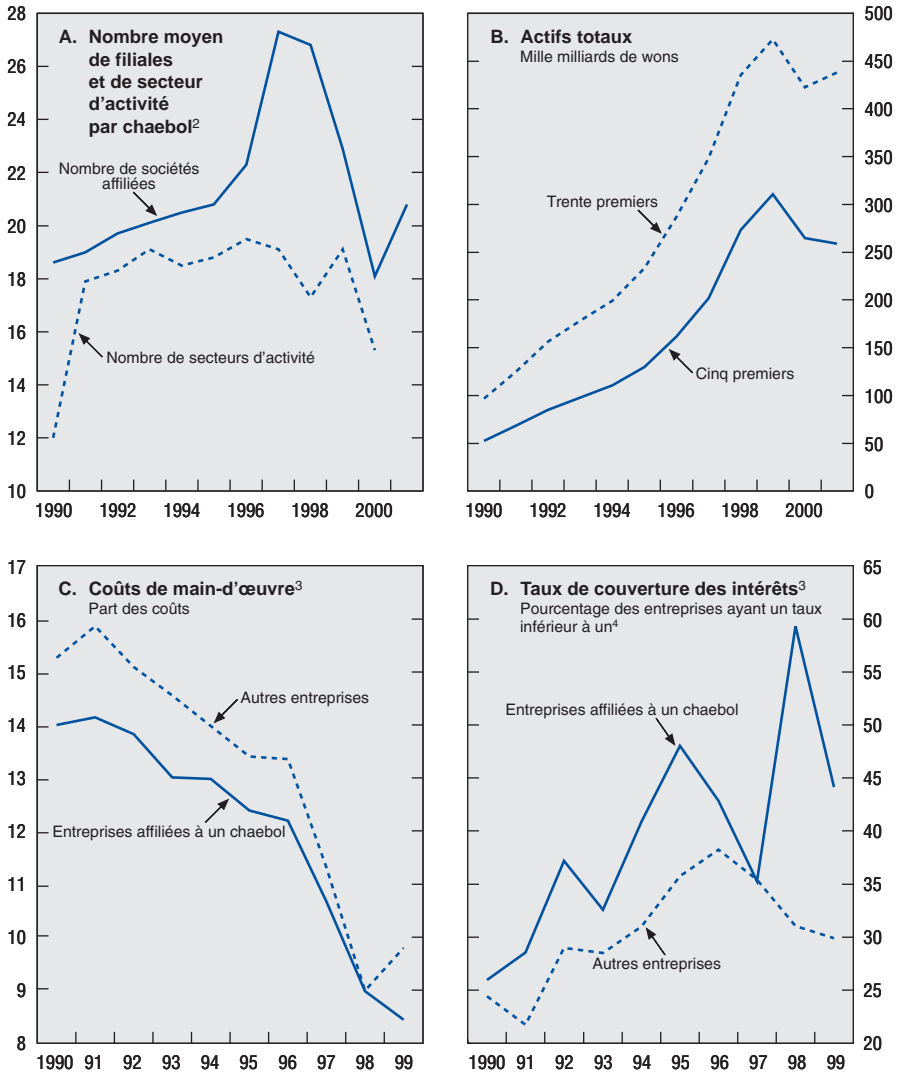 A. Nombre moyen
de filiales
et de secteur
d'activité
par chaebol²
Nombre de sociétés
affiliées
Nombre de secteurs d'activité
28
26
24
22
20
18
16
14
12
10
1990 1992 1994 1996 1998 2000
B. Actifs totaux
Mille milliards de wons
Trente premiers
Cinq premiers
500
450
400
350
300
250
200
150
100
50
0
1990 1992 1994 1996 1998 2000
C. Coûts de main-d'œuvre³
Part des coûts
Autres entreprises
Entreprises affiliées à un chaebol
17
16
15
14
13
12
11
10
9
8
1990 91 92 93 94 95 96 97 98 99
D. Taux de couverture des intérêts³
Pourcentage des entreprises ayant un taux
inférieur à un⁴
Entreprises affiliées à un chaebol
Autres entreprises
65
60
55
50
45
40
35
30
25
20
1990 91 92 93 94 95 96 97 98 99